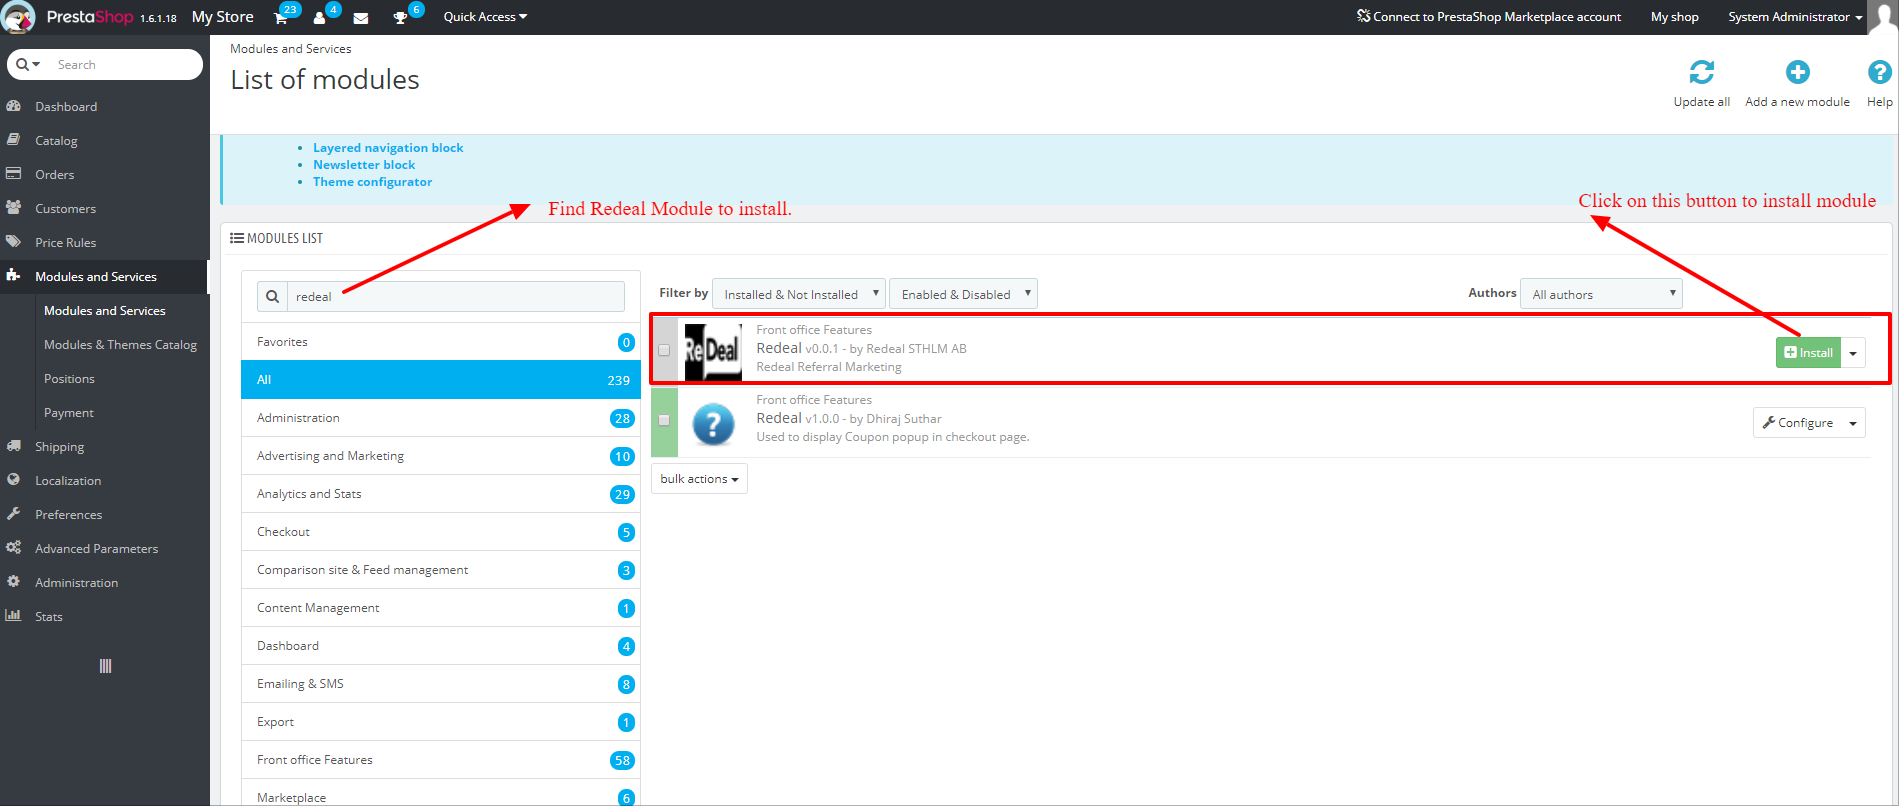 PrestaShop 1.6.1.18 My Store 23 4 6 Quick Access Connect to PrestaShop Marketplace account My shop System Administrator
Search
Dashboard
Catalog
Orders
Customers
Price Rules
Modules and Services
Modules and Services
Modules & Themes Catalog
Positions
Payment
Shipping
Localization
Preferences
Advanced Parameters
Administration
Stats
Modules and Services
List of modules
Update all Add a new module Help
Layered navigation block
Newsletter block
Theme configurator
Find Redeal Module to install.
Click on this button to install module
MODULES LIST
redeal
Favorites 0
All 239
Administration 28
Advertising and Marketing 10
Analytics and Stats 29
Checkout 5
Comparison site & Feed management 3
Content Management 1
Dashboard 4
Emailing & SMS 8
Export 1
Front office Features 58
Marketplace 6
Filter by Installed & Not Installed Enabled & Disabled Authors All authors
ReDeal
Front office Features
Redeal v0.0.1 - by Redeal STHLM AB
Redeal Referral Marketing
Install
Front office Features
Redeal v1.0.0 - by Dhiraj Suthar
Used to display Coupon popup in checkout page.
Configure
bulk actions